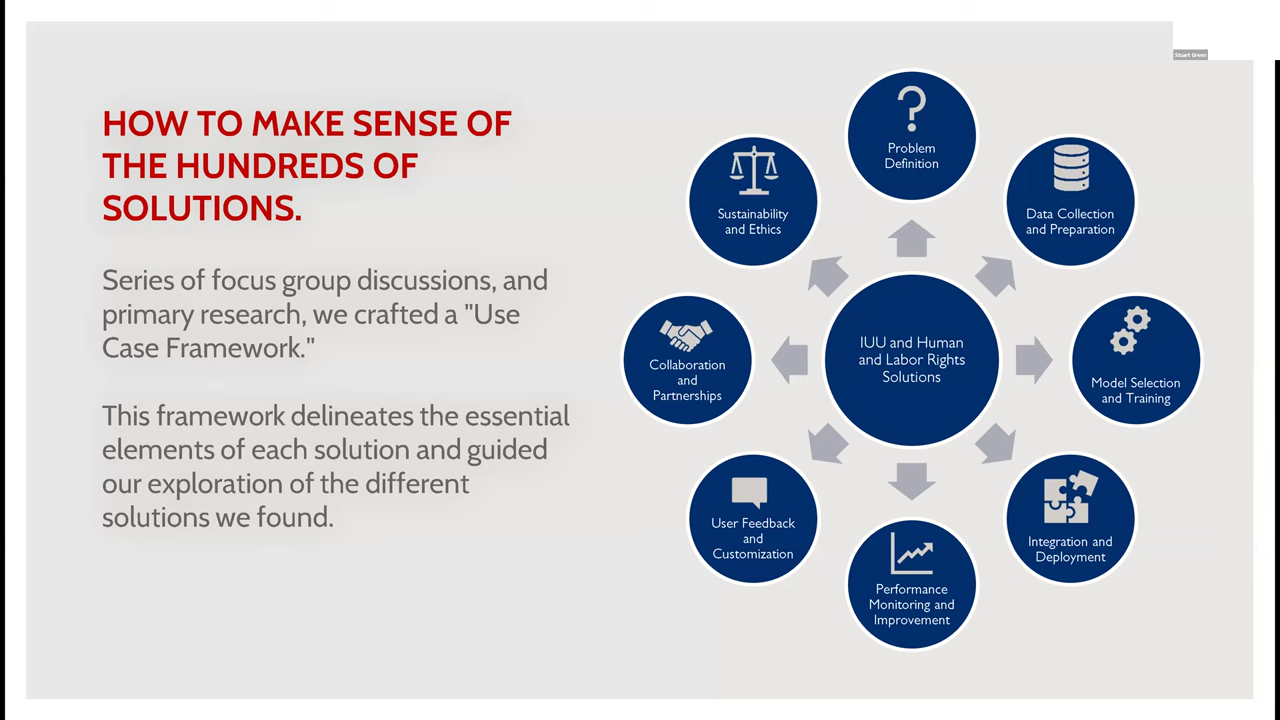 Stuart Green
HOW TO MAKE SENSE OF
THE HUNDREDS OF
SOLUTIONS.
Series of focus group discussions, and
primary research, we crafted a "Use
Case Framework."
This framework delineates the essential
elements of each solution and guided
our exploration of the different
solutions we found.
Problem
Definition
Data Collection
and Preparation
Model Selection
and Training
Integration and
Deployment
Performance
Monitoring and
Improvement
User Feedback
and
Customization
Collaboration
and
Partnerships
Sustainability
and Ethics
IUU and Human
and Labor Rights
Solutions